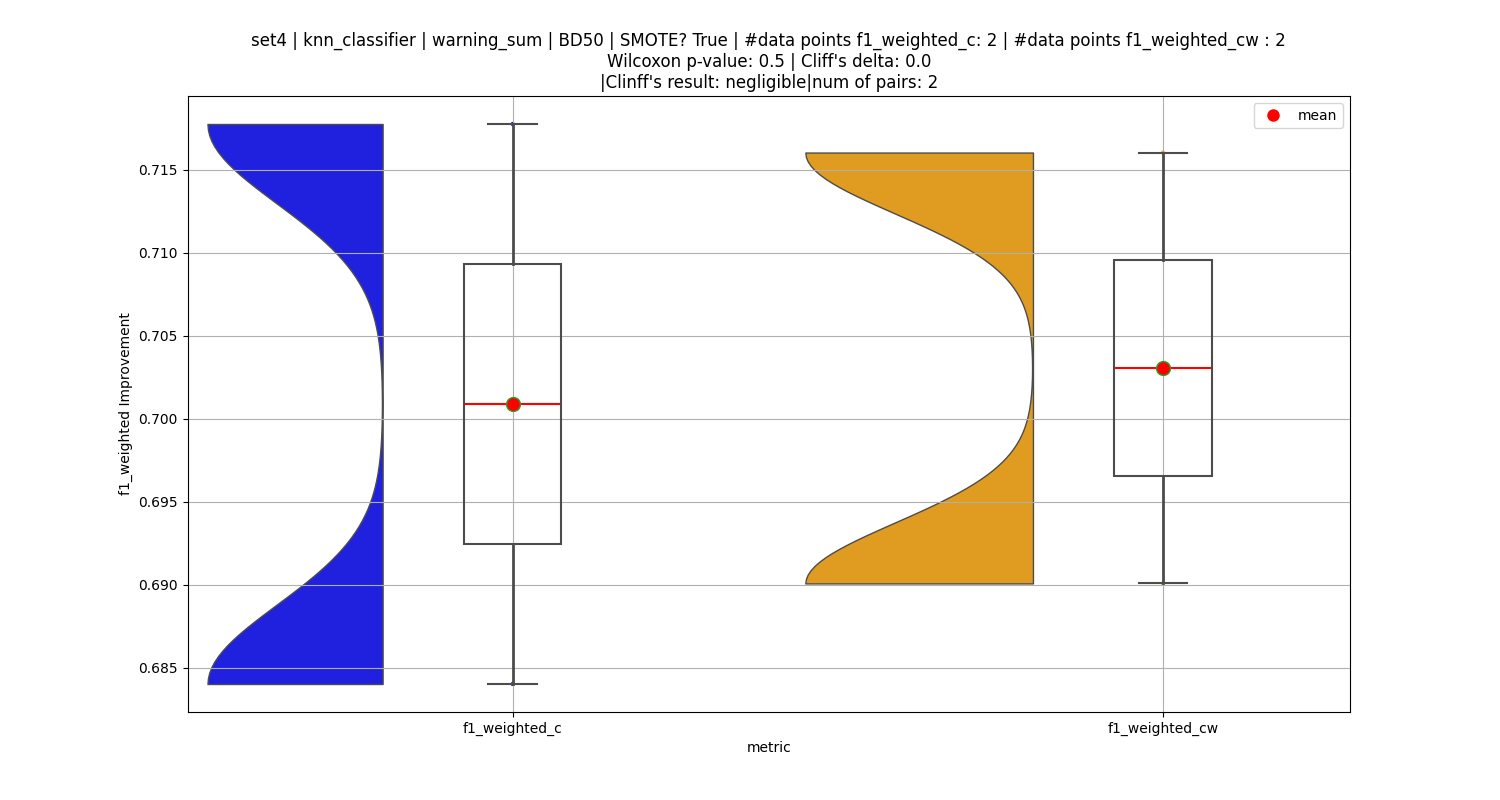 set4 | knn_classifier | warning_sum | BD50 | SMOTE? True | #data points f1_weighted_c: 2 | #data points f1_weighted_cw : 2
Wilcoxon p-value: 0.5 | Cliff's delta: 0.0
|Clinff's result: negligible|num of pairs: 2
mean
0.715
0.710
0.705
0.700
0.695
0.690
0.685
f1_weighted Improvement
f1_weighted_c
f1_weighted_cw
metric